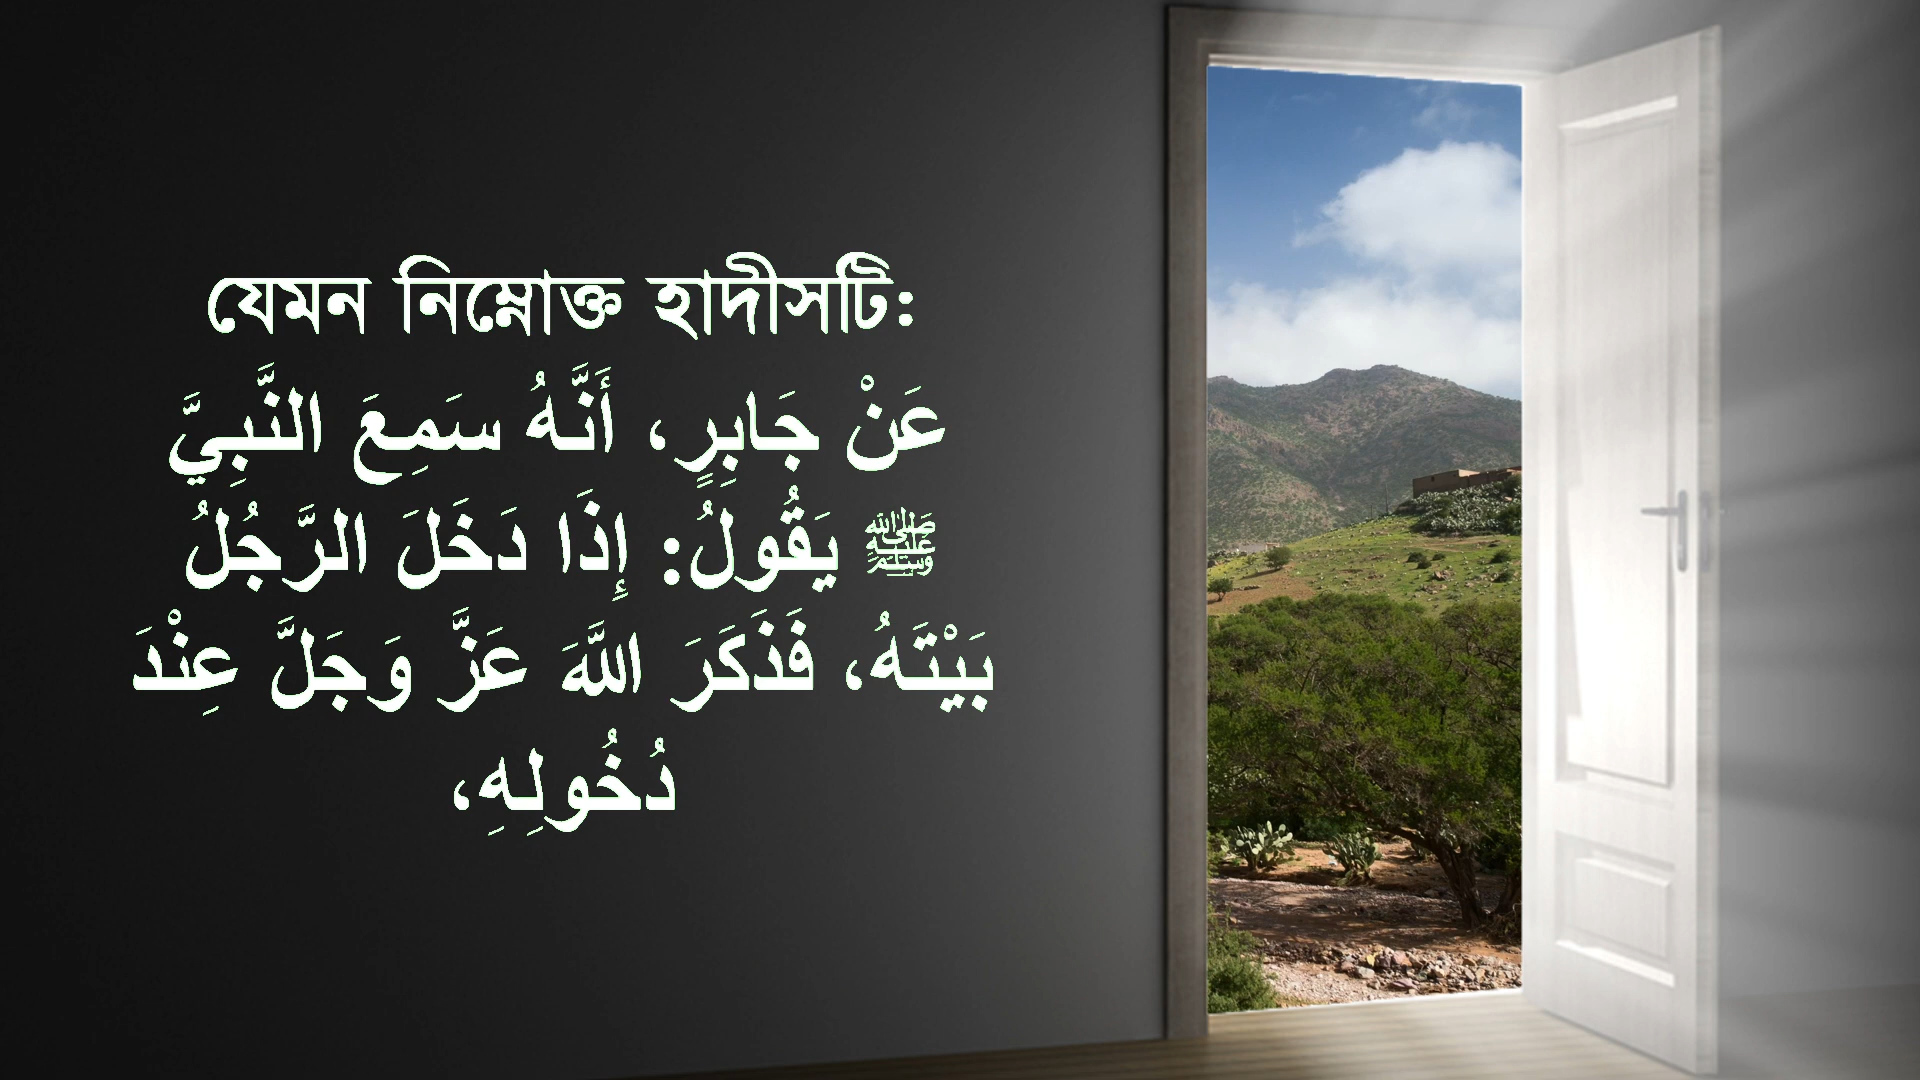 যেমন নিম্নোক্ত হাদীসটি:
عَنْ جَابِرٍ، أَنَّهُ سَمِعَ النَّبِيَّ
ﷺ يَقُولُ: إِذَا دَخَلَ الرَّجُلُ
بَيْتَهُ، فَذَكَرَ اللَّهَ عَزَّ وَجَلَّ عِنْدَ
دُخُولِهِ،